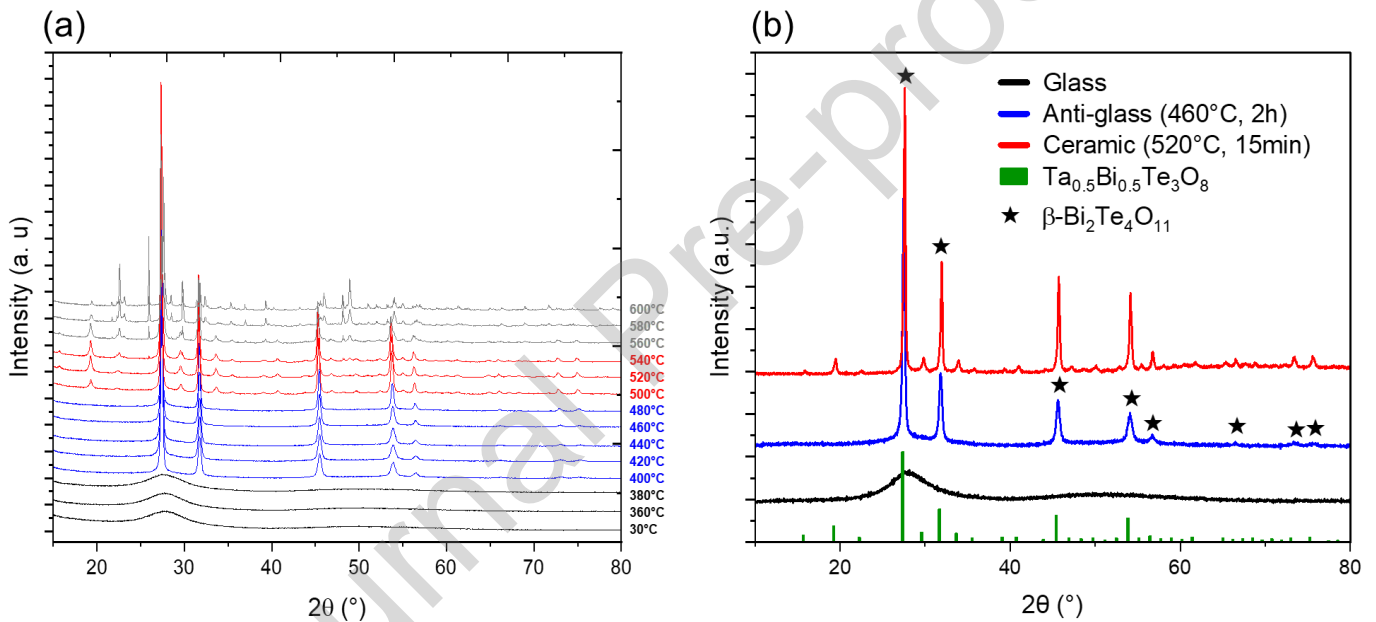 (a)
Intensity (a. u)
600°C
580°C
560°C
540°C
520°C
500°C
480°C
460°C
440°C
420°C
400°C
380°C
360°C
30°C
20 30 40 50 60 70 80
2θ (°)
(b)
Intensity (a.u.)
Glass
Anti-glass (460°C, 2h)
Ceramic (520°C, 15min)
Ta0.5Bi0.5Te3O8
★ β-Bi2Te4O11
20 40 60 80
2θ (°)
urnal Pre-proo